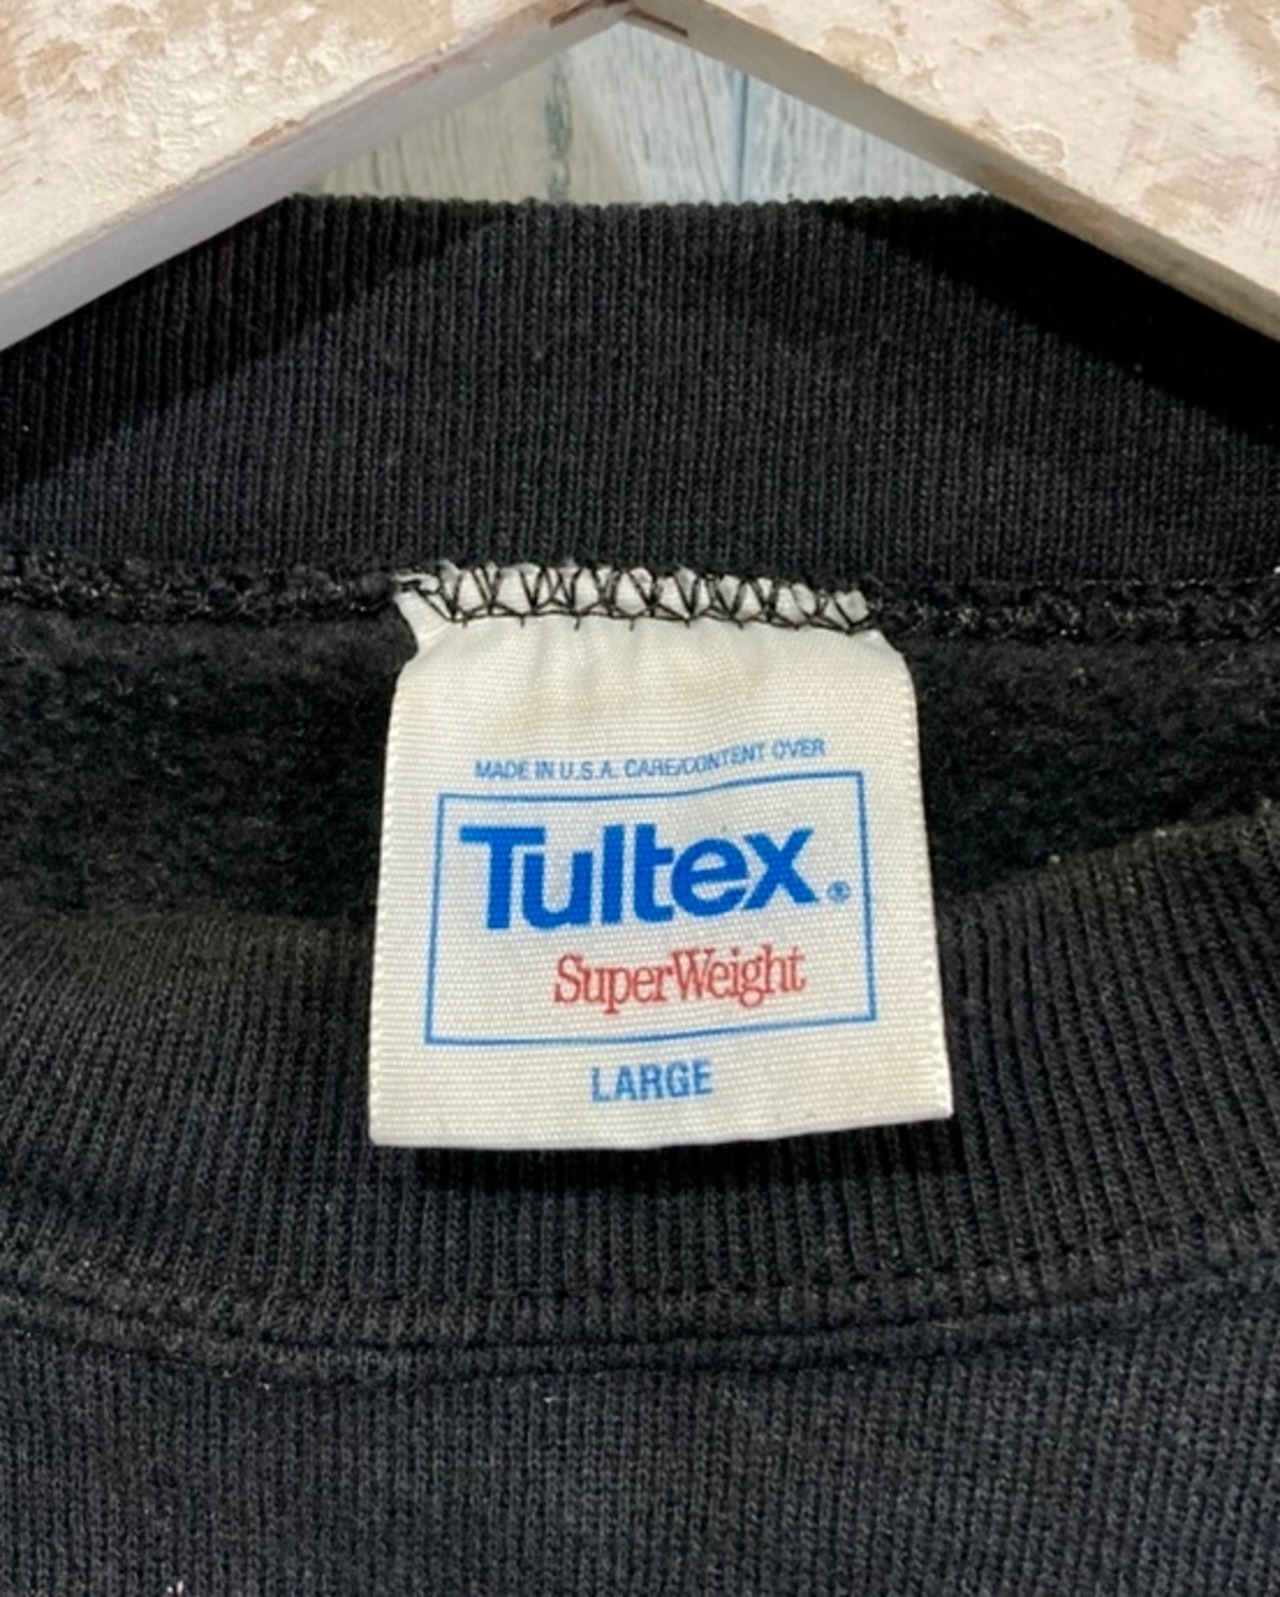 MADE IN U.S.A. CARE/CONTENT OVER
Tultex®
SuperWeight
LARGE